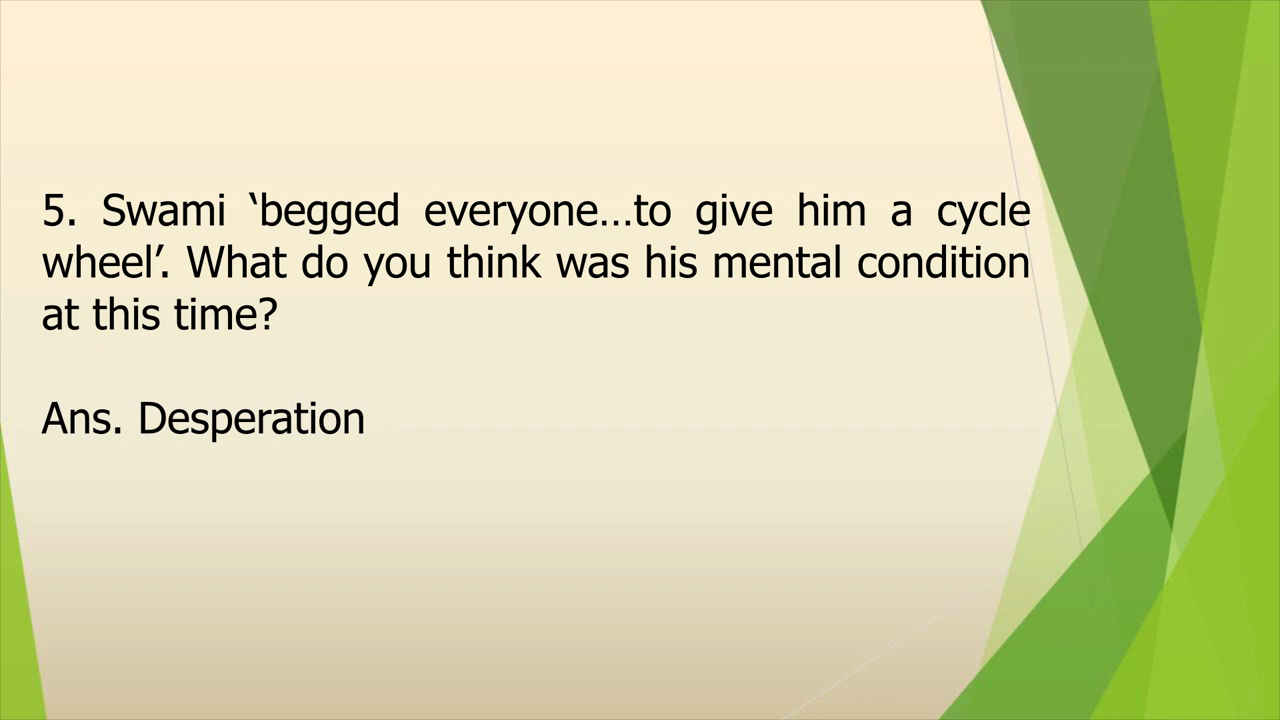 5. Swami ‘begged everyone…to give him a cycle
wheel’. What do you think was his mental condition
at this time?
Ans. Desperation